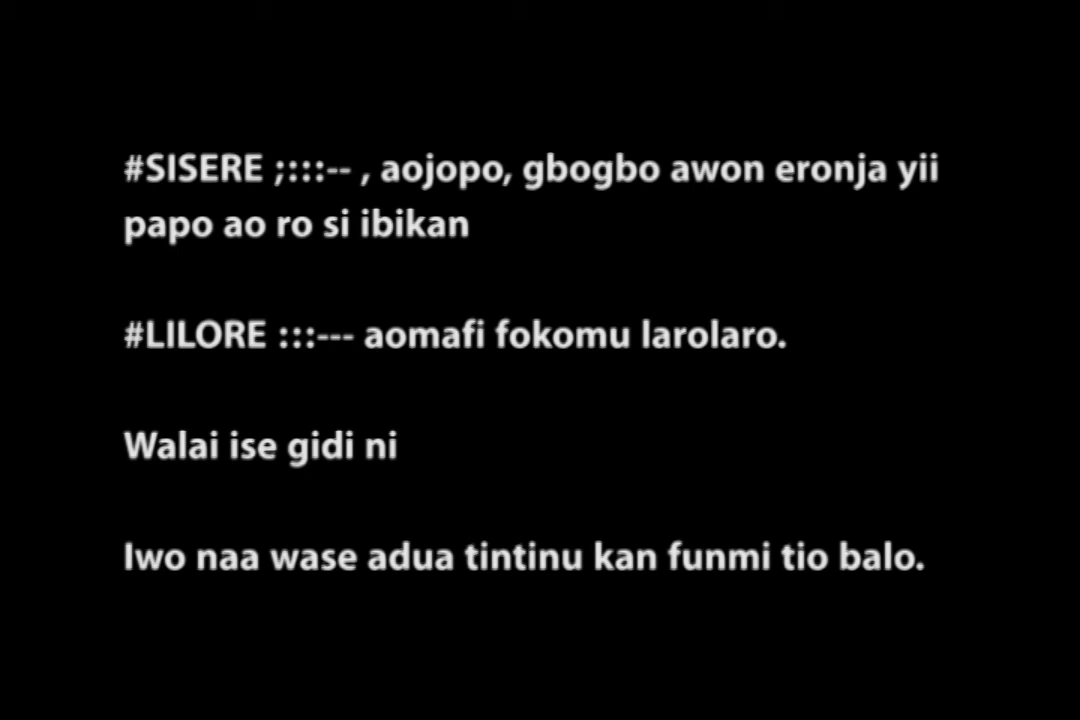 #SISERE ;::::-- , aojopo, gbogbo awon eronja yii
papo ao ro si ibikan
#LILORE :::--- aomafi fokomu larolaro.
Walai ise gidi ni
Iwo naa wase adua tintinu kan funmi tio balo.